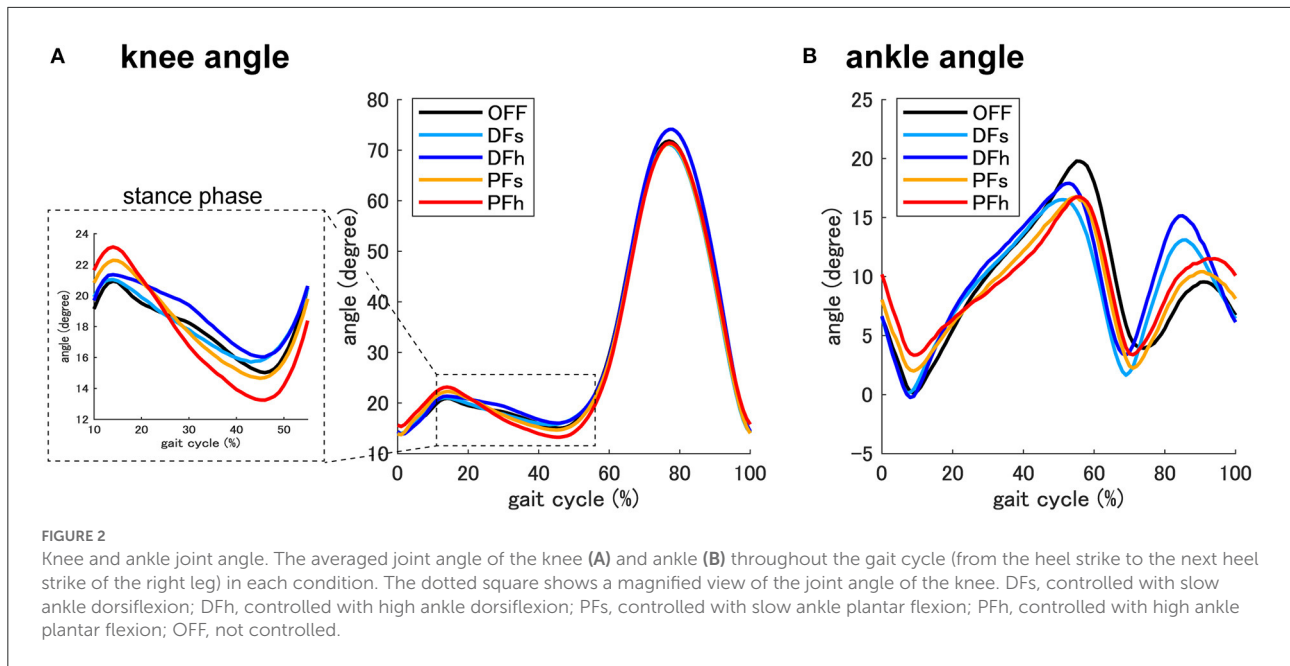 A knee angle
stance phase
24
22
20
18
16
14
12
angle (degree)
10 20 30 40 50
gait cycle (%)
80
70
60
50
40
30
20
10
angle (degree)
OFF
DFs
DFh
PFs
PFh
0 20 40 60 80 100
gait cycle (%)
B ankle angle
25
20
15
10
5
0
−5
angle (degree)
OFF
DFs
DFh
PFs
PFh
0 20 40 60 80 100
gait cycle (%)
FIGURE 2
Knee and ankle joint angle. The averaged joint angle of the knee (A) and ankle (B) throughout the gait cycle (from the heel strike to the next heel
strike of the right leg) in each condition. The dotted square shows a magnified view of the joint angle of the knee. DFs, controlled with slow
ankle dorsiflexion; DFh, controlled with high ankle dorsiflexion; PFs, controlled with slow ankle plantar flexion; PFh, controlled with high ankle
plantar flexion; OFF, not controlled.